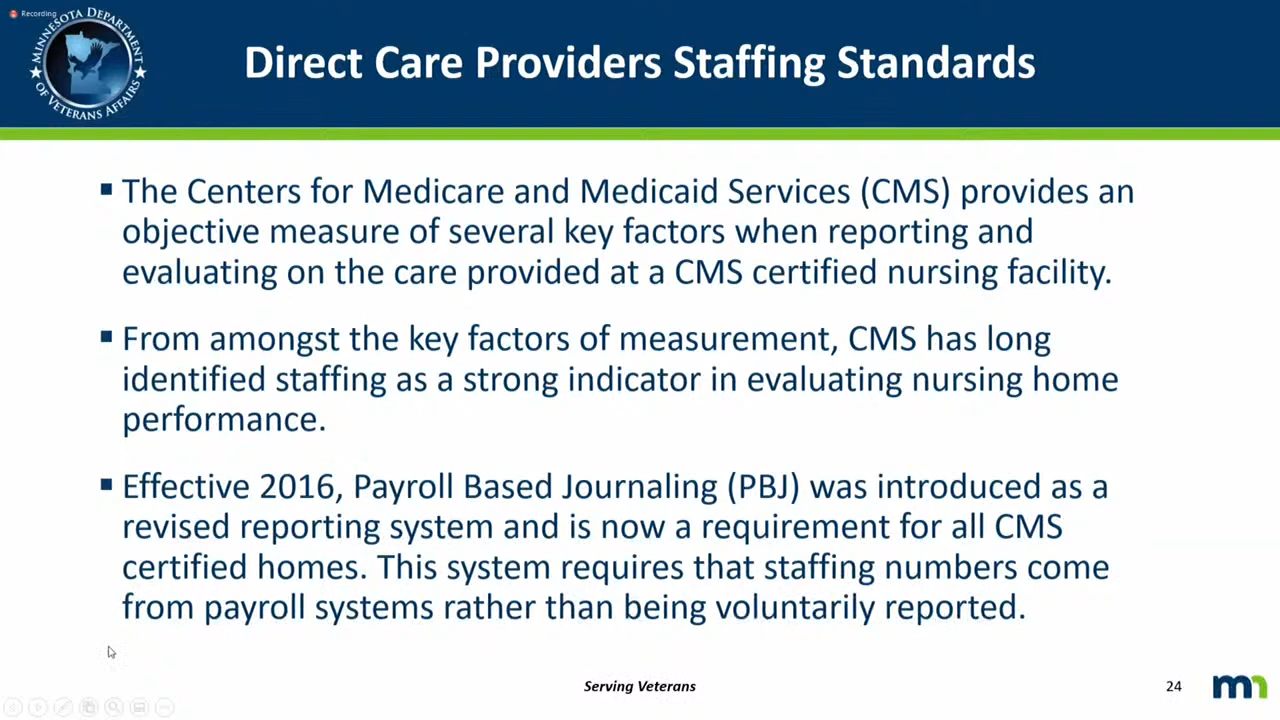 Recording
MINNESOTA DEPARTMENT
OF VETERANS AFFAIRS
Direct Care Providers Staffing Standards
▪ The Centers for Medicare and Medicaid Services (CMS) provides an
objective measure of several key factors when reporting and
evaluating on the care provided at a CMS certified nursing facility.
▪ From amongst the key factors of measurement, CMS has long
identified staffing as a strong indicator in evaluating nursing home
performance.
▪ Effective 2016, Payroll Based Journaling (PBJ) was introduced as a
revised reporting system and is now a requirement for all CMS
certified homes. This system requires that staffing numbers come
from payroll systems rather than being voluntarily reported.
Serving Veterans
24
mn